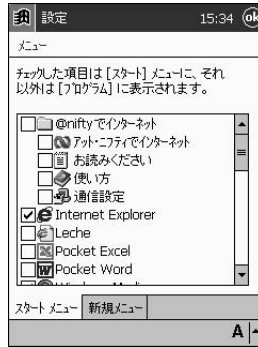 設定 15:34 ok
メニュー
チェックした項目は [スタート] メニューに、それ
以外は [プログラム] に表示されます。
@niftyでインターネット
アット・ニフティでインターネット
お読みください
使い方
通信設定
Internet Explorer
Leche
Pocket Excel
Pocket Word
スタート メニュー 新規メニュー
A